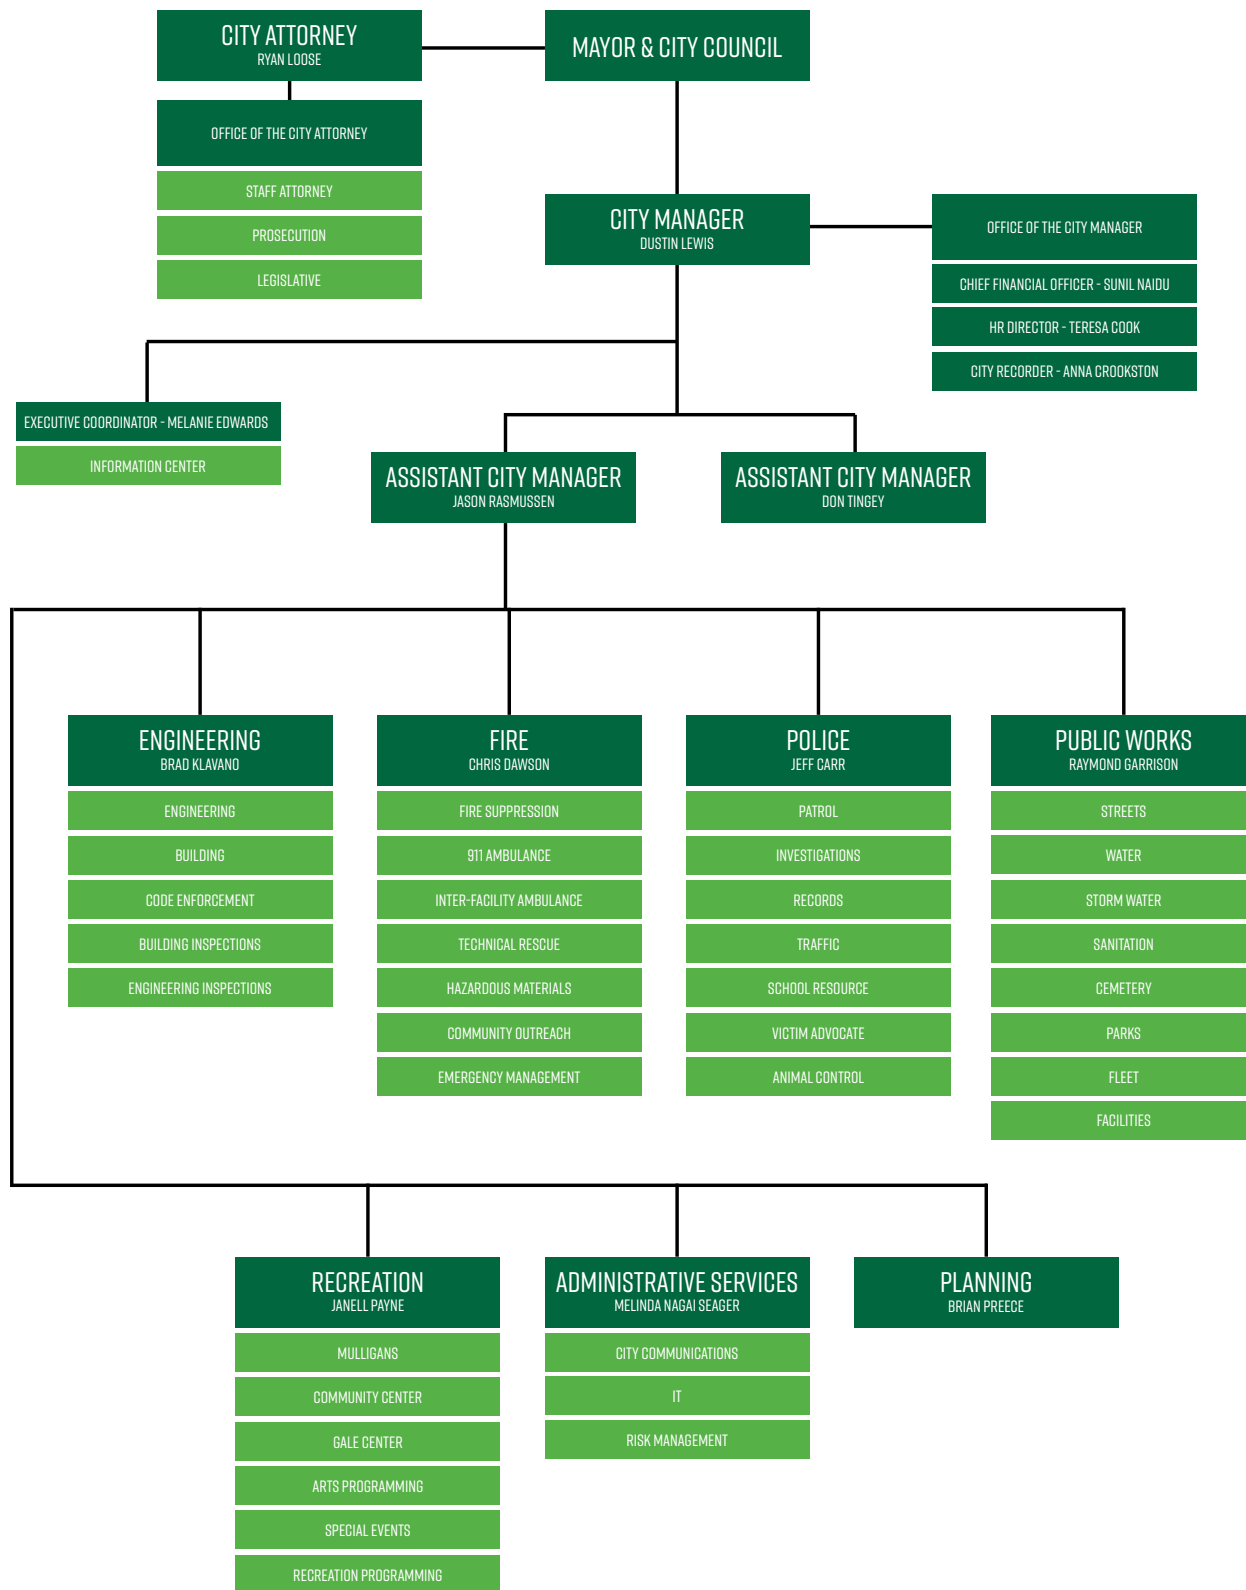 CITY ATTORNEY
RYAN LOOSE
MAYOR & CITY COUNCIL
OFFICE OF THE CITY ATTORNEY
STAFF ATTORNEY
PROSECUTION
LEGISLATIVE
CITY MANAGER
DUSTIN LEWIS
OFFICE OF THE CITY MANAGER
CHIEF FINANCIAL OFFICER - SUNIL NAIDU
HR DIRECTOR - TERESA COOK
CITY RECORDER - ANNA CROOKSTON
EXECUTIVE COORDINATOR - MELANIE EDWARDS
INFORMATION CENTER
ASSISTANT CITY MANAGER
JASON RASMUSSEN
ASSISTANT CITY MANAGER
DON TINGEY
ENGINEERING
BRAD KLAVANO
ENGINEERING
BUILDING
CODE ENFORCEMENT
BUILDING INSPECTIONS
ENGINEERING INSPECTIONS
FIRE
CHRIS DAWSON
FIRE SUPPRESSION
911 AMBULANCE
INTER-FACILITY AMBULANCE
TECHNICAL RESCUE
HAZARDOUS MATERIALS
COMMUNITY OUTREACH
EMERGENCY MANAGEMENT
POLICE
JEFF CARR
PATROL
INVESTIGATIONS
RECORDS
TRAFFIC
SCHOOL RESOURCE
VICTIM ADVOCATE
ANIMAL CONTROL
PUBLIC WORKS
RAYMOND GARRISON
STREETS
WATER
STORM WATER
SANITATION
CEMETERY
PARKS
FLEET
FACILITIES
RECREATION
JANELL PAYNE
MULLIGANS
COMMUNITY CENTER
GALE CENTER
ARTS PROGRAMMING
SPECIAL EVENTS
RECREATION PROGRAMMING
ADMINISTRATIVE SERVICES
MELINDA NAGAI SEAGER
CITY COMMUNICATIONS
IT
RISK MANAGEMENT
PLANNING
BRIAN PREECE